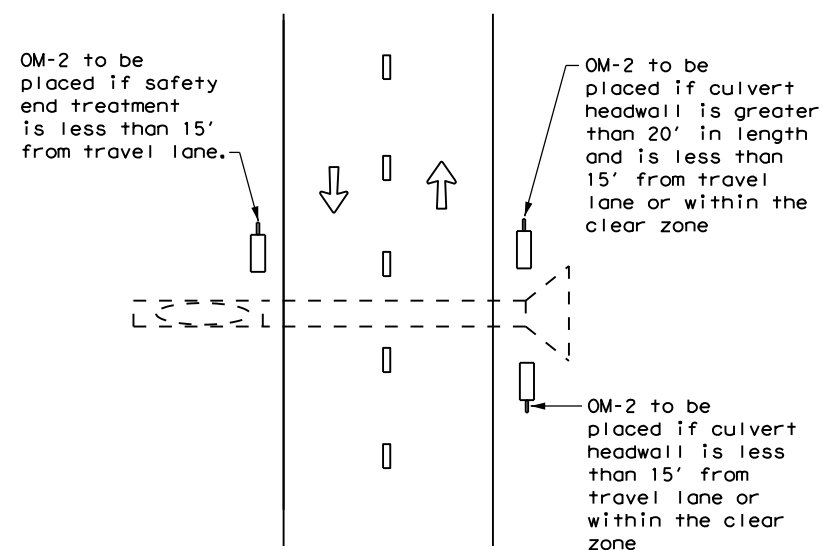 OM-2 to be
placed if safety
end treatment
is less than 15'
from travel lane.
OM-2 to be
placed if culvert
headwall is greater
than 20' in length
and is less than
15' from travel
lane or within the
clear zone
OM-2 to be
placed if culvert
headwall is less
than 15' from
travel lane or
within the clear
zone